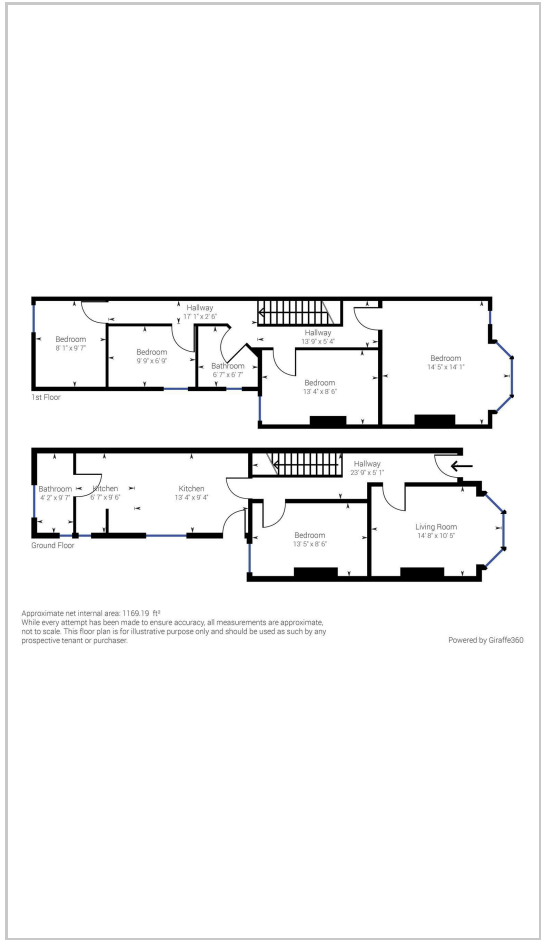 Hallway
17' 1" x 2' 6"
Bedroom
8' 1" x 9' 7"
Bedroom
9' 9" x 6' 9"
Bathroom
6' 7" x 6' 7"
Hallway
13' 9" x 5' 4"
Bedroom
13' 4" x 8' 6"
Bedroom
14' 5" x 14' 1"
1st Floor
Bathroom
4' 2" x 9' 7"
Kitchen
6' 7" x 9' 6"
Kitchen
13' 4" x 9' 4"
Hallway
23' 9" x 5' 1"
Bedroom
13' 5" x 8' 6"
Living Room
14' 8" x 10' 5"
Ground Floor
Approximate net internal area: 1169.19 ft²
While every attempt has been made to ensure accuracy, all measurements are approximate,
not to scale. This floor plan is for illustrative purpose only and should be used as such by any
prospective tenant or purchaser.
Powered by Giraffe360